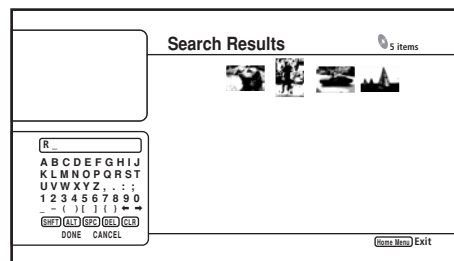 Search Results
5 items
R _
A B C D E F G H I J
K L M N O P Q R S T
U V W X Y Z , . : ;
1 2 3 4 5 6 7 8 9 0
_ – ( ) [ ] { } ← →
SHFT ALT SPC DEL CLR
DONE CANCEL
Home Menu Exit